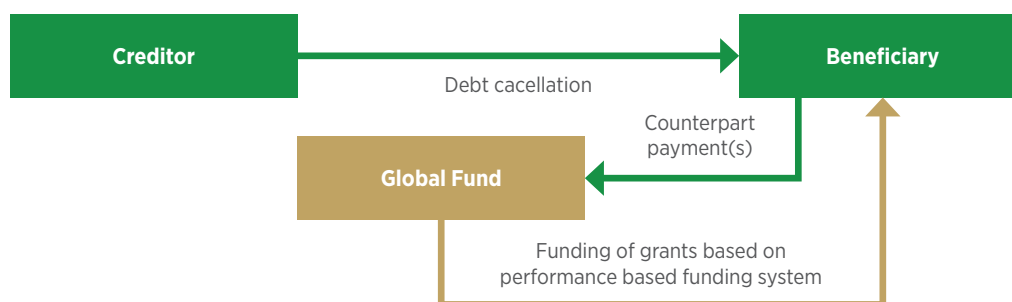 Creditor
Beneficiary
Debt cacellation
Counterpart
payment(s)
Global Fund
Funding of grants based on
performance based funding system